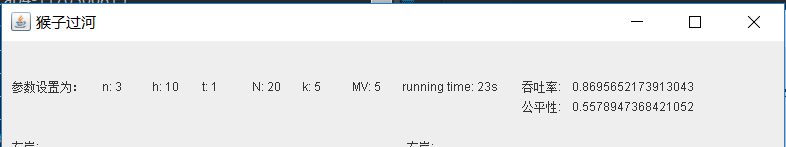 猴子过河
参数设置为: n: 3 h: 10 t: 1 N: 20 k: 5 MV: 5 running time: 23s 吞吐率: 0.8695652173913043
公平性: 0.5578947368421052